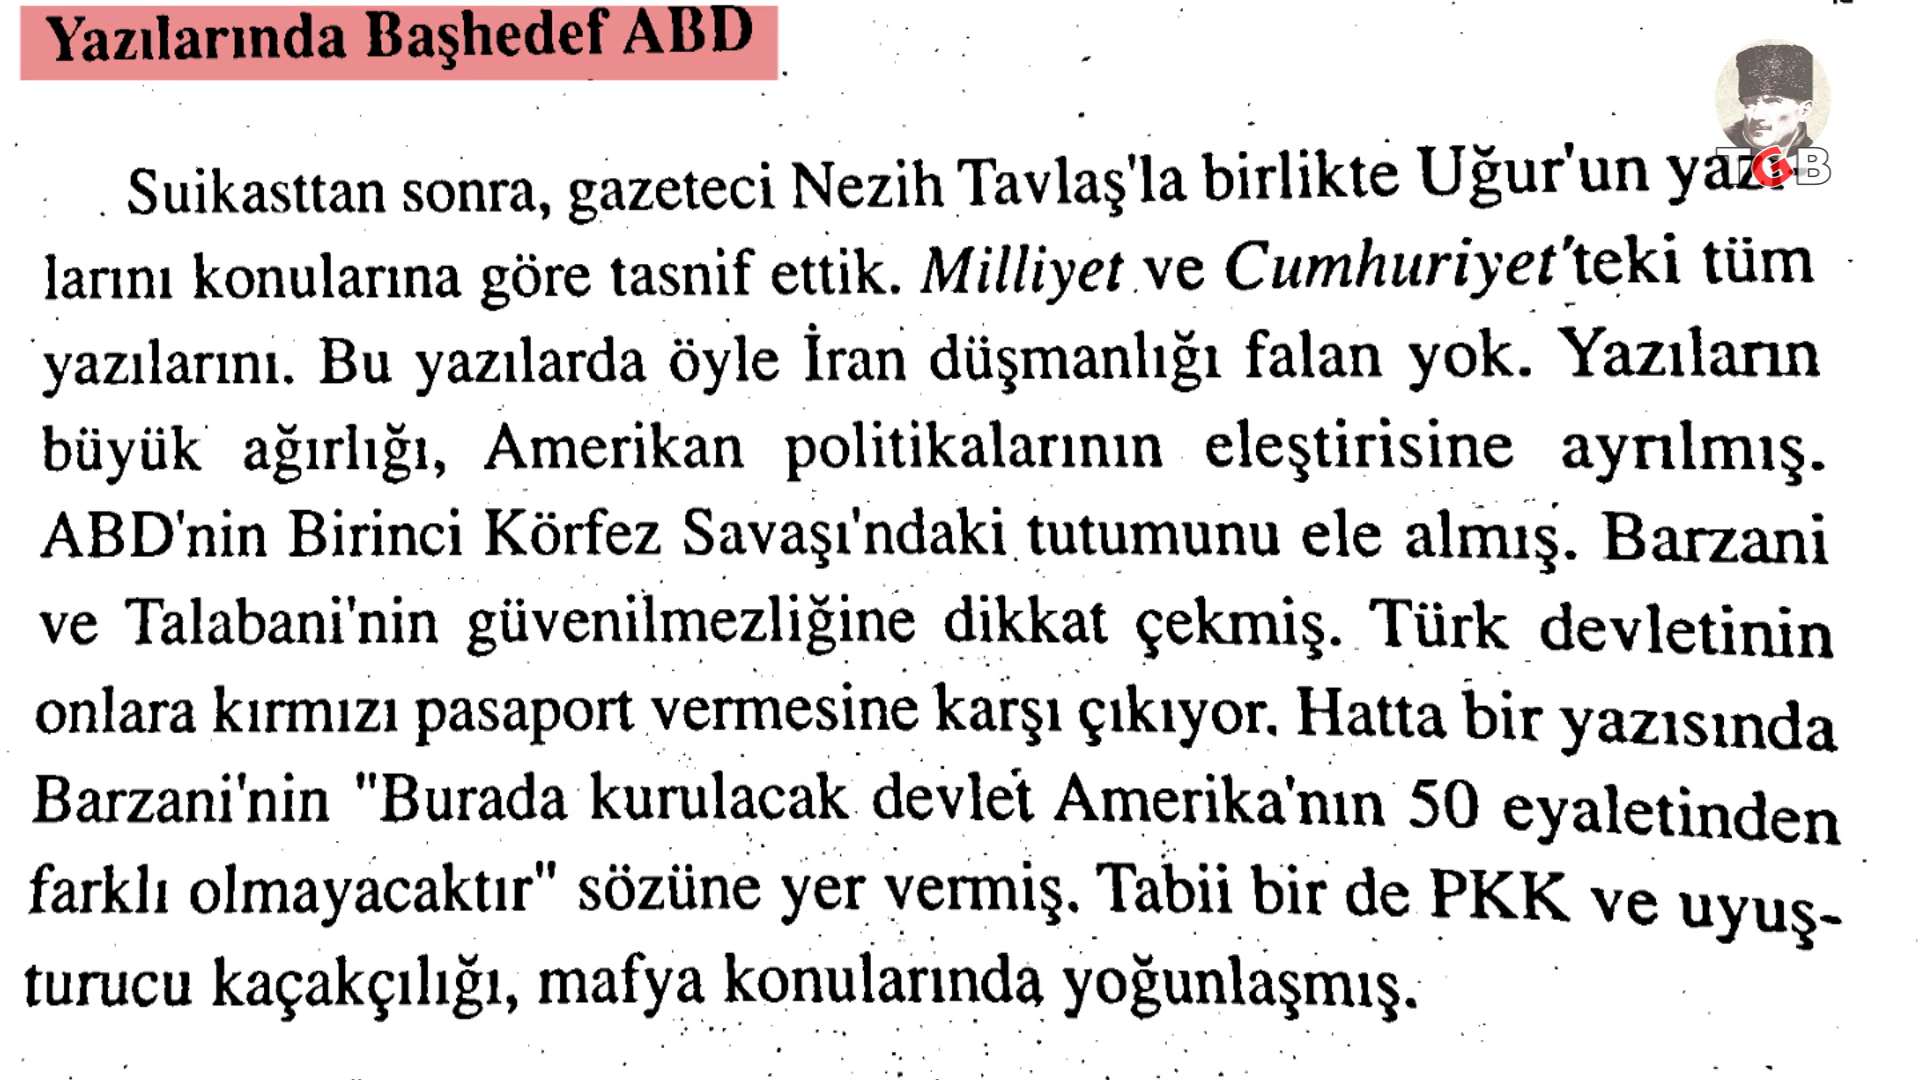 Yazılarında Başhedef ABD
TGB
Suikasttan sonra, gazeteci Nezih Tavlaş'la birlikte Uğur'un yazı-
larını konularına göre tasnif ettik. Milliyet ve Cumhuriyet'teki tüm
yazılarını. Bu yazılarda öyle İran düşmanlığı falan yok. Yazıların
büyük ağırlığı, Amerikan politikalarının eleştirisine ayrılmış.
ABD'nin Birinci Körfez Savaşı'ndaki tutumunu ele almış. Barzani
ve Talabani'nin güvenilmezliğine dikkat çekmiş. Türk devletinin
onlara kırmızı pasaport vermesine karşı çıkıyor. Hatta bir yazısında
Barzani'nin "Burada kurulacak devlet Amerika'nın 50 eyaletinden
farklı olmayacaktır" sözüne yer vermiş. Tabii bir de PKK ve uyuş-
turucu kaçakçılığı, mafya konularında yoğunlaşmış.